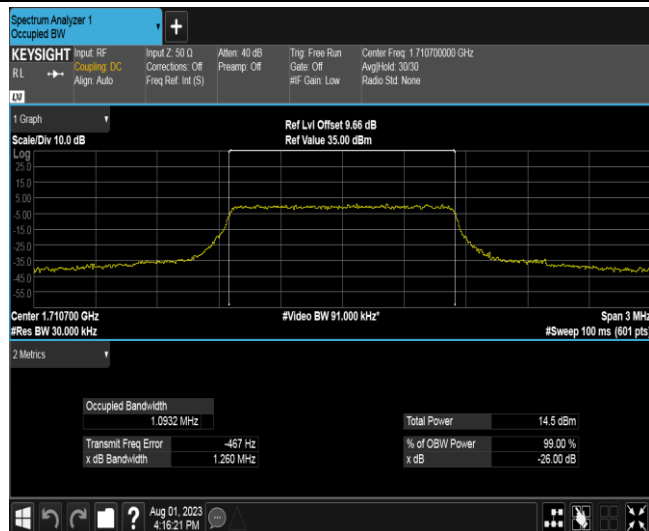 Spectrum Analyzer 1
Occupied BW
+
KEYSIGHT
R L
LXI
Input: RF
Coupling: DC
Align: Auto
Input Z: 50 Ω
Corrections: Off
Freq Ref: Int (S)
Atten: 40 dB
Preamp: Off
Trig: Free Run
Gate: Off
#IF Gain: Low
Center Freq: 1.710700000 GHz
Avg|Hold: 30/30
Radio Std: None
1 Graph
Scale/Div 10.0 dB
Ref Lvl Offset 9.66 dB
Ref Value 35.00 dBm
Log
25.0
15.0
5.00
-5.00
-15.0
-25.0
-35.0
-45.0
-55.0
Center 1.710700 GHz
#Res BW 30.000 kHz
#Video BW 91.000 kHz*
Span 3 MHz
#Sweep 100 ms (601 pts)
2 Metrics
Occupied Bandwidth
1.0932 MHz
Transmit Freq Error -467 Hz
x dB Bandwidth 1.260 MHz
Total Power 14.5 dBm
% of OBW Power 99.00 %
x dB -26.00 dB
?
Aug 01, 2023
4:16:21 PM